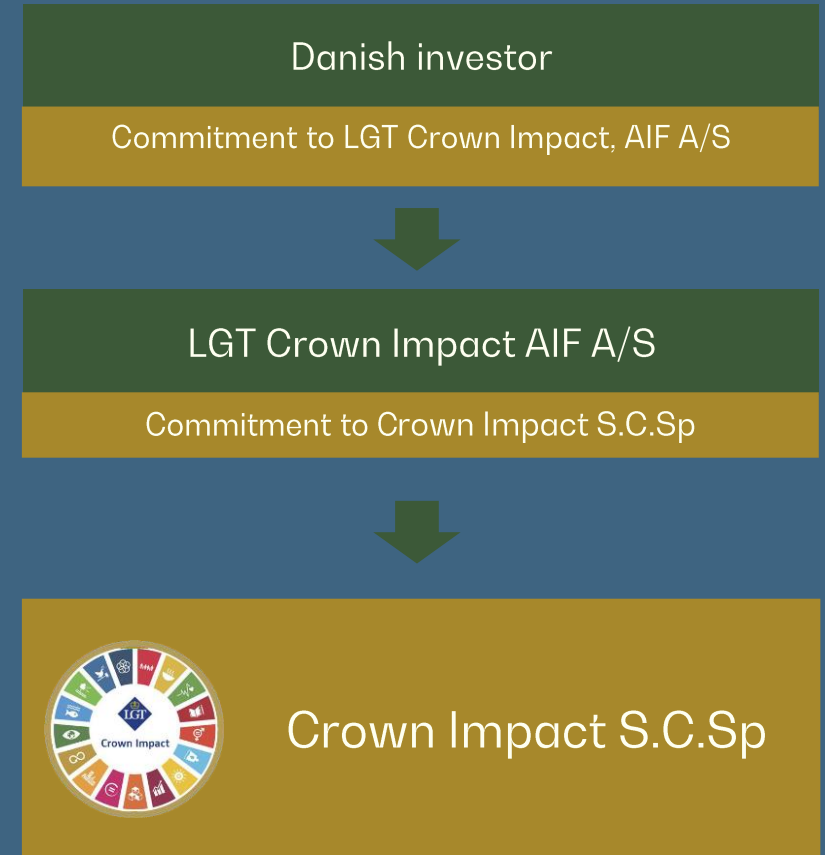 Danish investor
Commitment to LGT Crown Impact, AIF A/S
LGT Crown Impact AIF A/S
Commitment to Crown Impact S.C.Sp
LGT
Crown Impact
Crown Impact S.C.Sp